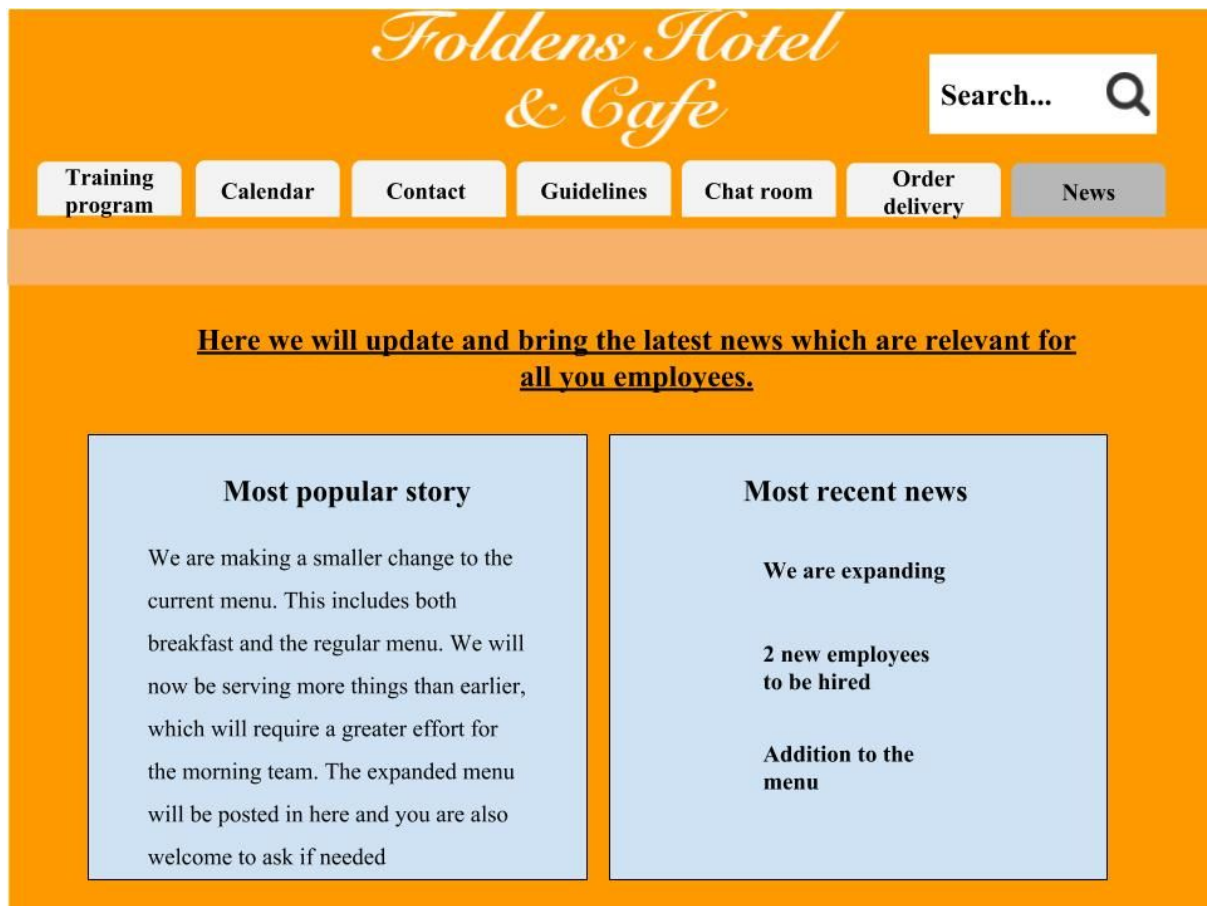 Foldens Hotel
& Cafe
Search...
Training
program
Calendar
Contact
Guidelines
Chat room
Order
delivery
News
Here we will update and bring the latest news which are relevant for
all you employees.
Most popular story
We are making a smaller change to the
current menu. This includes both
breakfast and the regular menu. We will
now be serving more things than earlier,
which will require a greater effort for
the morning team. The expanded menu
will be posted in here and you are also
welcome to ask if needed
Most recent news
We are expanding
2 new employees
to be hired
Addition to the
menu